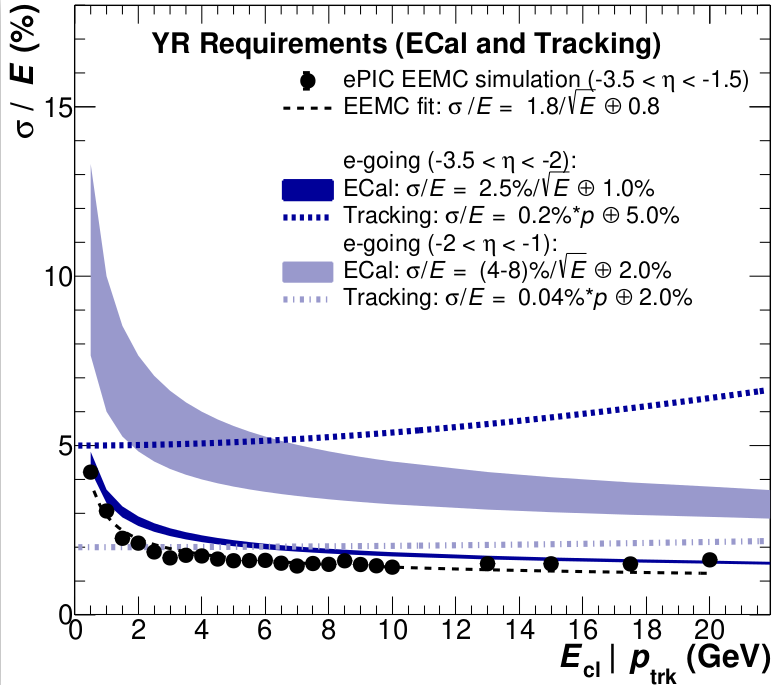 YR Requirements (ECal and Tracking)
ePIC EEMC simulation (-3.5 < η < -1.5)
EEMC fit: σ /E = 1.8/√E ⊕ 0.8
e-going (-3.5 < η < -2):
ECal: σ/E = 2.5%/√E ⊕ 1.0%
Tracking: σ/E = 0.2%*p ⊕ 5.0%
e-going (-2 < η < -1):
ECal: σ/E = (4-8)%/√E ⊕ 2.0%
Tracking: σ/E = 0.04%*p ⊕ 2.0%
σ / E (%)
15
10
5
0
0 2 4 6 8 10 12 14 16 18 20
E_cl | p_trk (GeV)